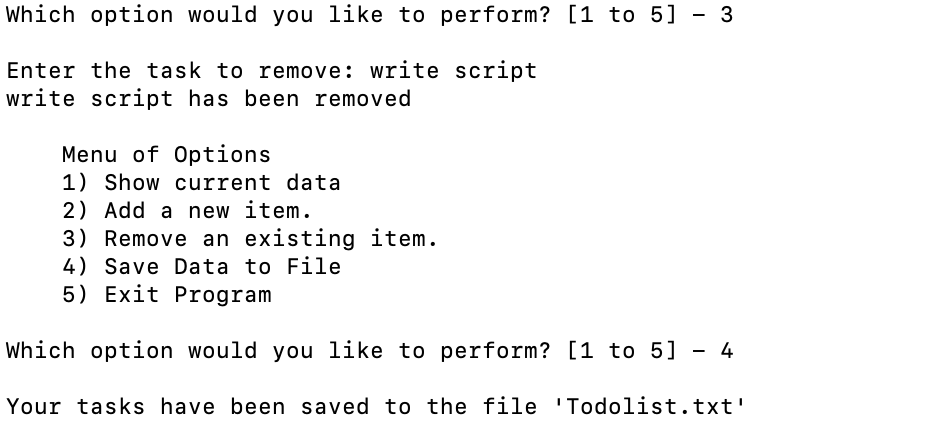 Which option would you like to perform? [1 to 5] – 3
Enter the task to remove: write script
write script has been removed
Menu of Options
1) Show current data
2) Add a new item.
3) Remove an existing item.
4) Save Data to File
5) Exit Program
Which option would you like to perform? [1 to 5] – 4
Your tasks have been saved to the file 'Todolist.txt'